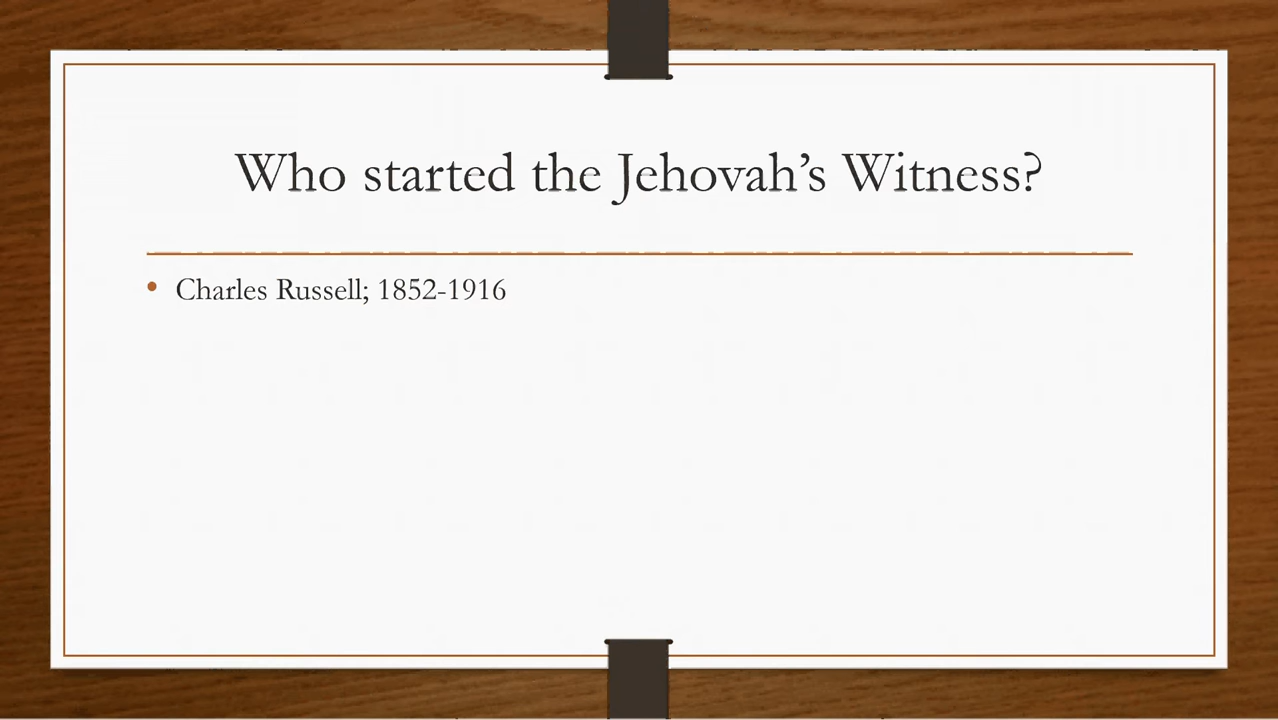 Who started the Jehovah’s Witness?
• Charles Russell; 1852-1916